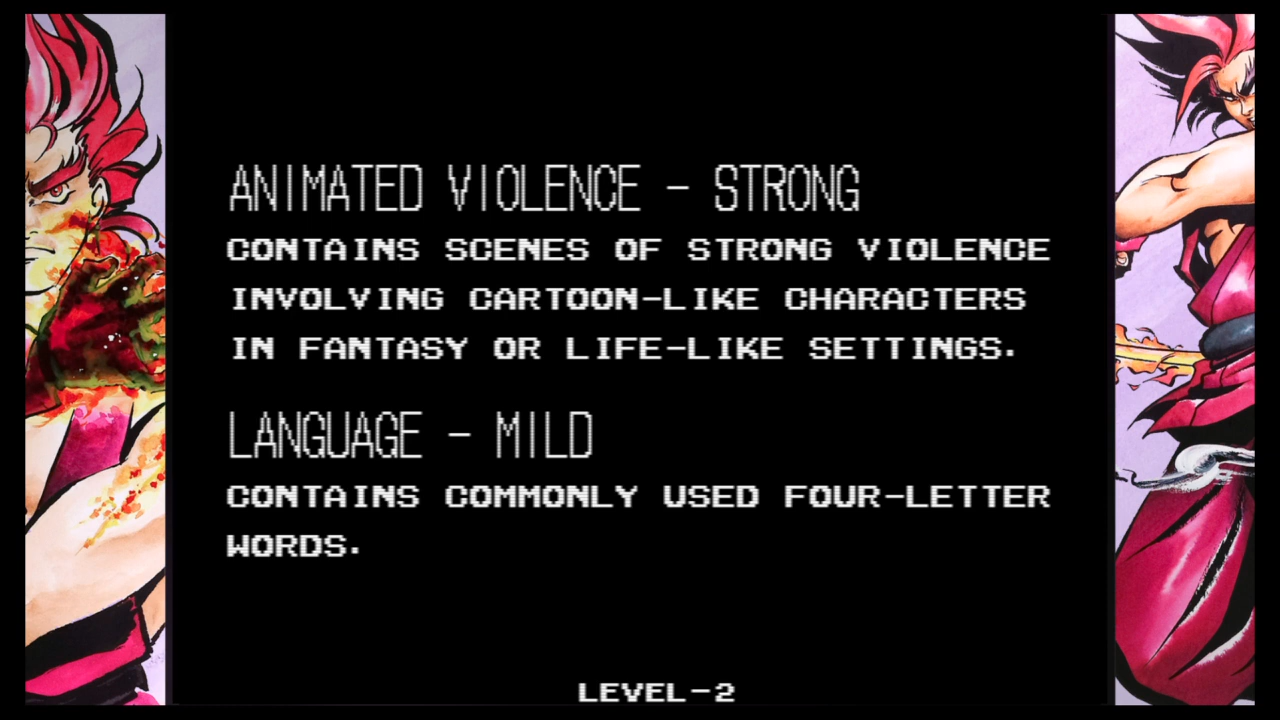 ANIMATED VIOLENCE - STRONG
CONTAINS SCENES OF STRONG VIOLENCE
INVOLVING CARTOON-LIKE CHARACTERS
IN FANTASY OR LIFE-LIKE SETTINGS.
LANGUAGE - MILD
CONTAINS COMMONLY USED FOUR-LETTER
WORDS.
LEVEL-2